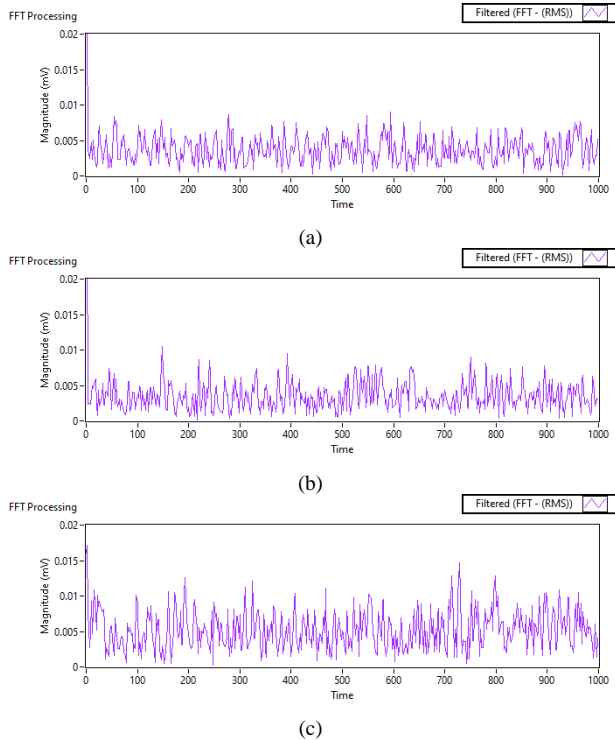 FFT Processing
Filtered (FFT - (RMS))
Magnitude (mV)
0.02
0.015
0.01
0.005
0
0 100 200 300 400 500 600 700 800 900 1000
Time
(a)
FFT Processing
Filtered (FFT - (RMS))
Magnitude (mV)
0.02
0.015
0.01
0.005
0
0 100 200 300 400 500 600 700 800 900 1000
Time
(b)
FFT Processing
Filtered (FFT - (RMS))
Magnitude (mV)
0.02
0.015
0.01
0.005
0
0 100 200 300 400 500 600 700 800 900 1000
Time
(c)